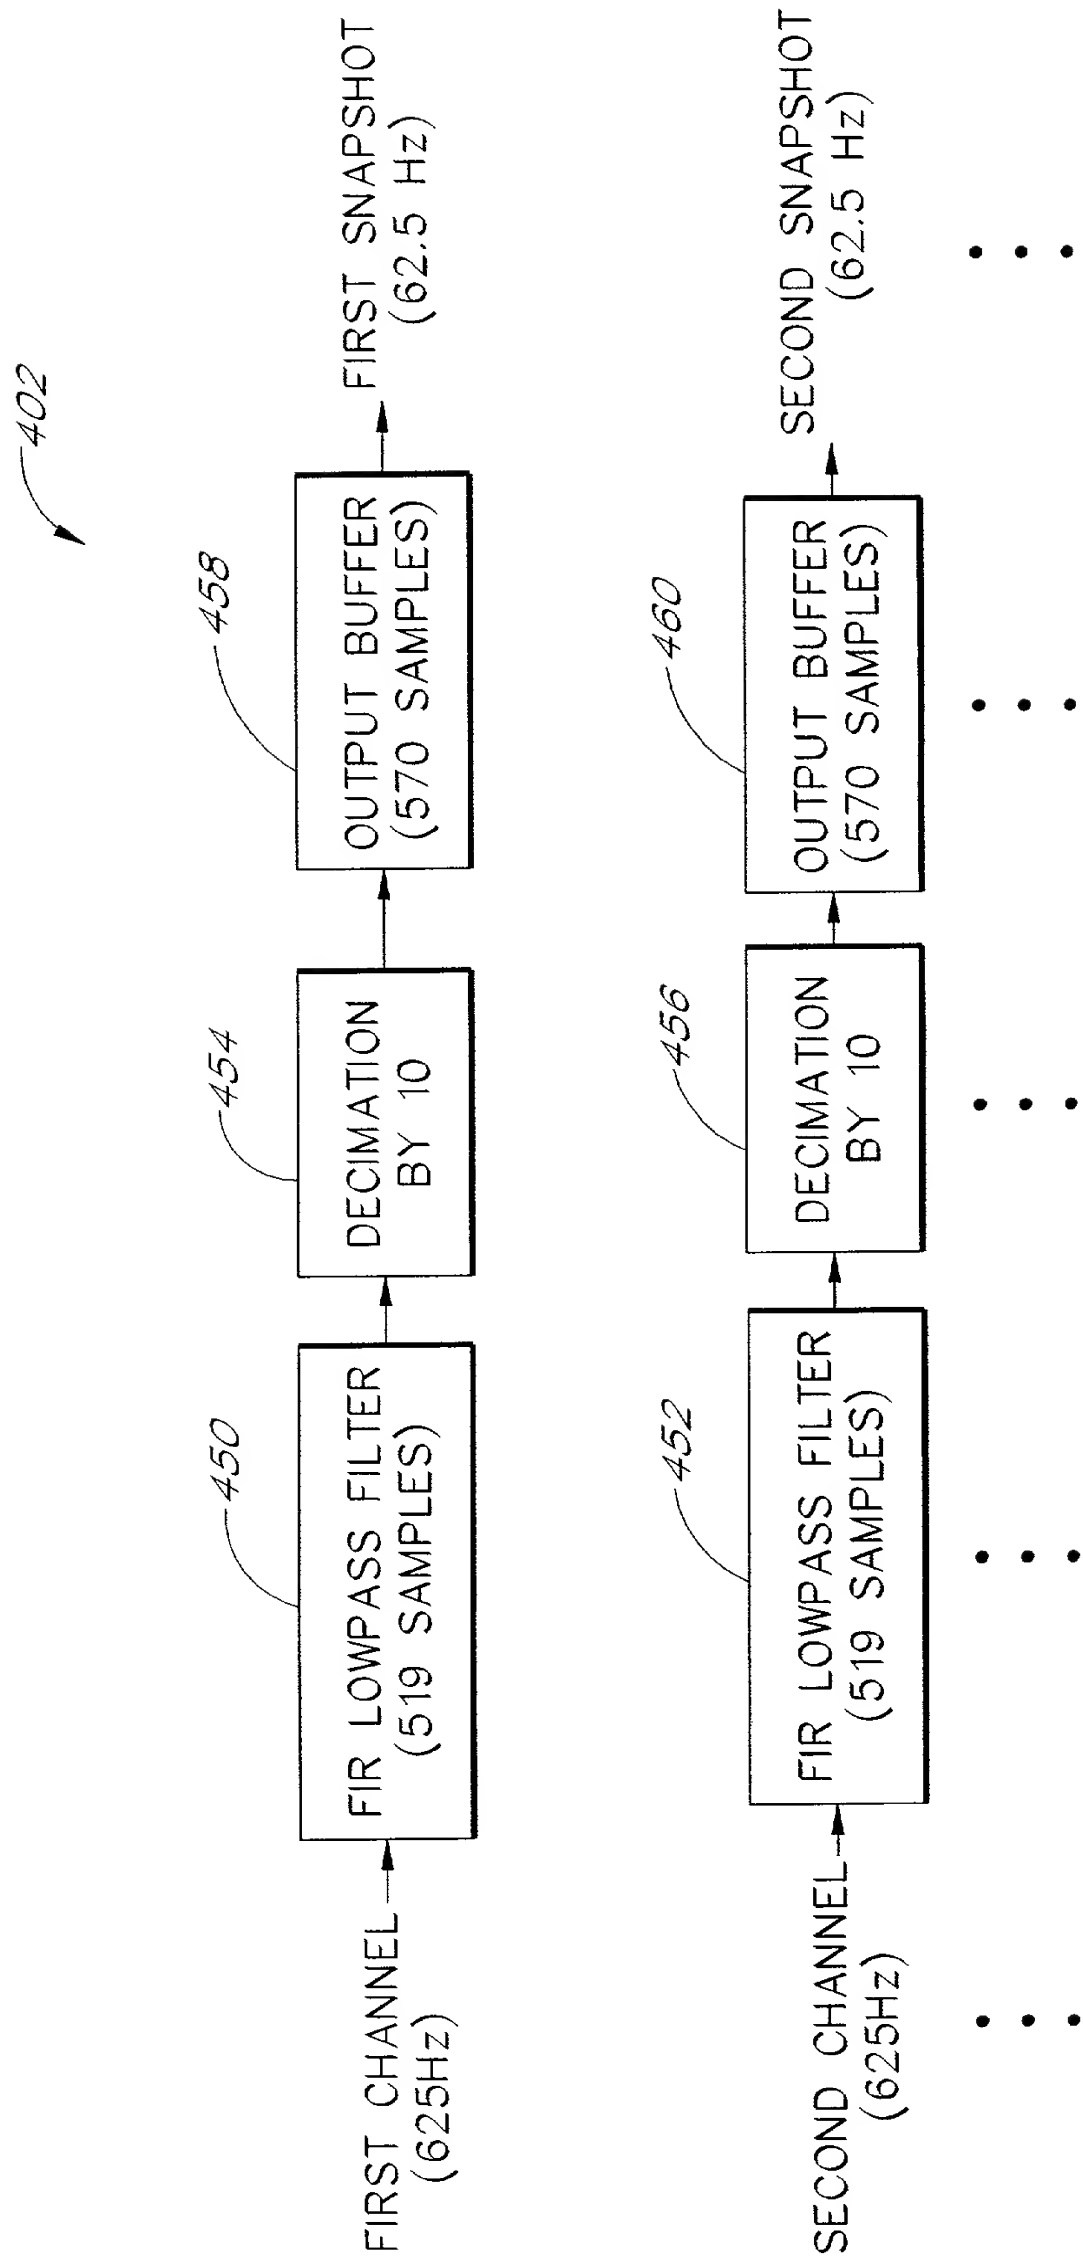 402
FIRST CHANNEL
(625Hz)
450
FIR LOWPASS FILTER
(519 SAMPLES)
454
DECIMATION
BY 10
458
OUTPUT BUFFER
(570 SAMPLES)
FIRST SNAPSHOT
(62.5 Hz)
SECOND CHANNEL
(625Hz)
452
FIR LOWPASS FILTER
(519 SAMPLES)
456
DECIMATION
BY 10
460
OUTPUT BUFFER
(570 SAMPLES)
SECOND SNAPSHOT
(62.5 Hz)